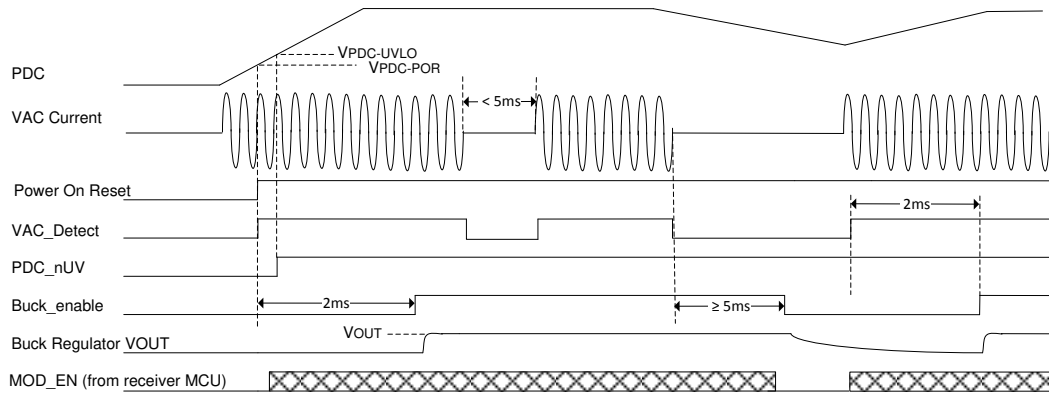 VPDC-UVLO
VPDC-POR
PDC
< 5ms
VAC Current
Power On Reset
2ms
VAC_Detect
PDC_nUV
Buck_enable
2ms
≥ 5ms
VOUT
Buck Regulator VOUT
MOD_EN (from receiver MCU)